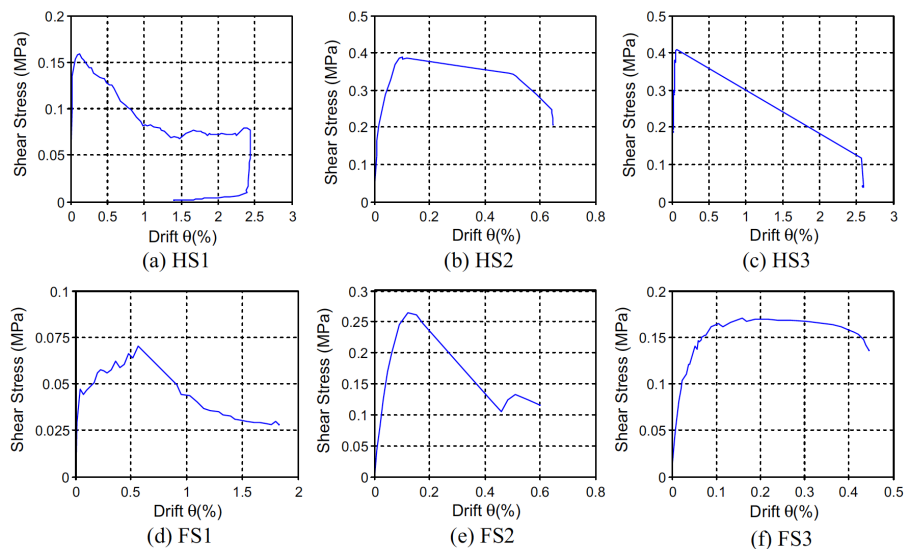 0.2
0.15
0.1
0.05
0
Shear Stress (MPa)
0 0.5 1 1.5 2 2.5 3
Drift θ(%)
(a) HS1
0.5
0.4
0.3
0.2
0.1
0
Shear Stress (MPa)
0 0.2 0.4 0.6 0.8
Drift θ(%)
(b) HS2
0.5
0.4
0.3
0.2
0.1
0
Shear Stress (MPa)
0 0.5 1 1.5 2 2.5 3
Drift θ(%)
(c) HS3
0.1
0.075
0.05
0.025
0
Shear Stress (MPa)
0 0.5 1 1.5 2
Drift θ(%)
(d) FS1
0.3
0.25
0.2
0.15
0.1
0.05
0
Shear Stress (MPa)
0 0.2 0.4 0.6 0.8
Drift θ(%)
(e) FS2
0.2
0.15
0.1
0.05
0
Shear Stress (MPa)
0 0.1 0.2 0.3 0.4 0.5
Drift θ(%)
(f) FS3